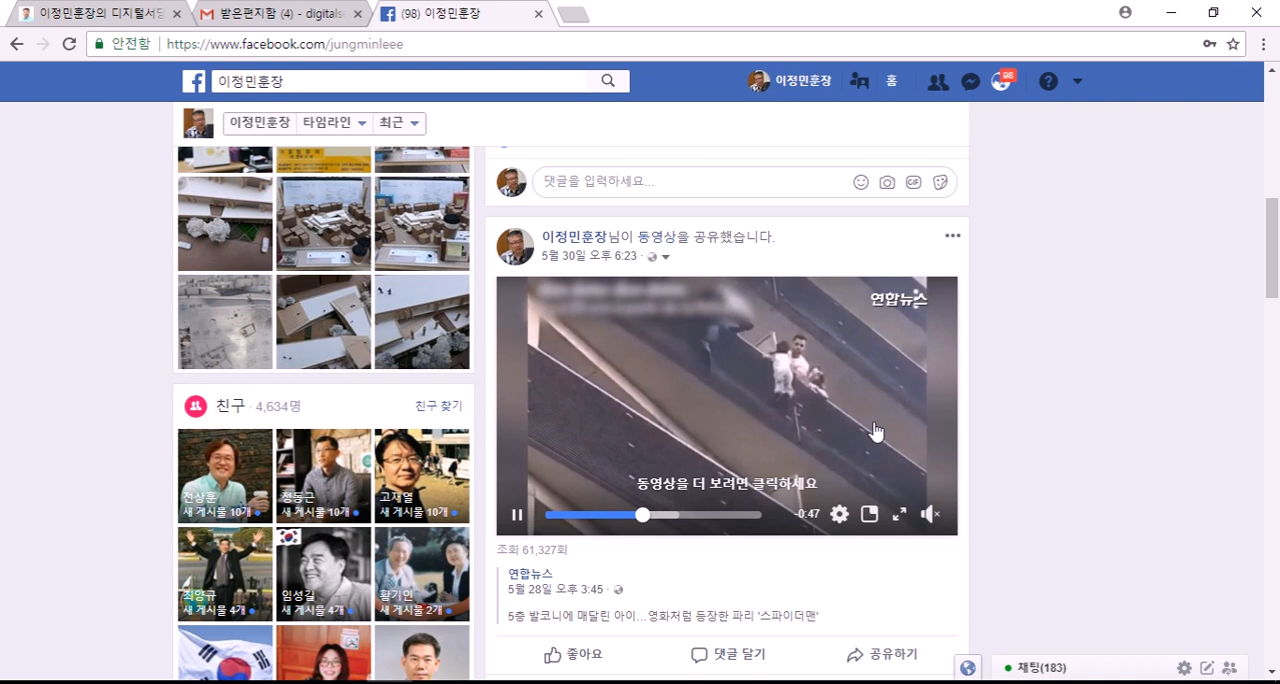 이정민훈장의 디지털서당
받은편지함 (4) - digitalse
(98) 이정민훈장
안전함
https://www.facebook.com/jungminleee
이정민훈장
이정민훈장
홈
98
이정민훈장
타임라인
최근
댓글을 입력하세요...
GIF
이정민훈장님이 동영상을 공유했습니다.
5월 30일 오후 6:23 ·
연합뉴스
동영상을 더 보려면 클릭하세요
-0:47
조회 61,327회
연합뉴스
5월 28일 오후 3:45 ·
5층 발코니에 매달린 아이...영화처럼 등장한 파리 '스파이더맨'
좋아요
댓글 달기
공유하기
친구 · 4,634명
친구 찾기
전상훈
새 게시물 10개
정동근
새 게시물 10개
고재열
새 게시물 10개
최양규
새 게시물 4개
임성길
새 게시물 4개
황기인
새 게시물 2개
채팅(183)